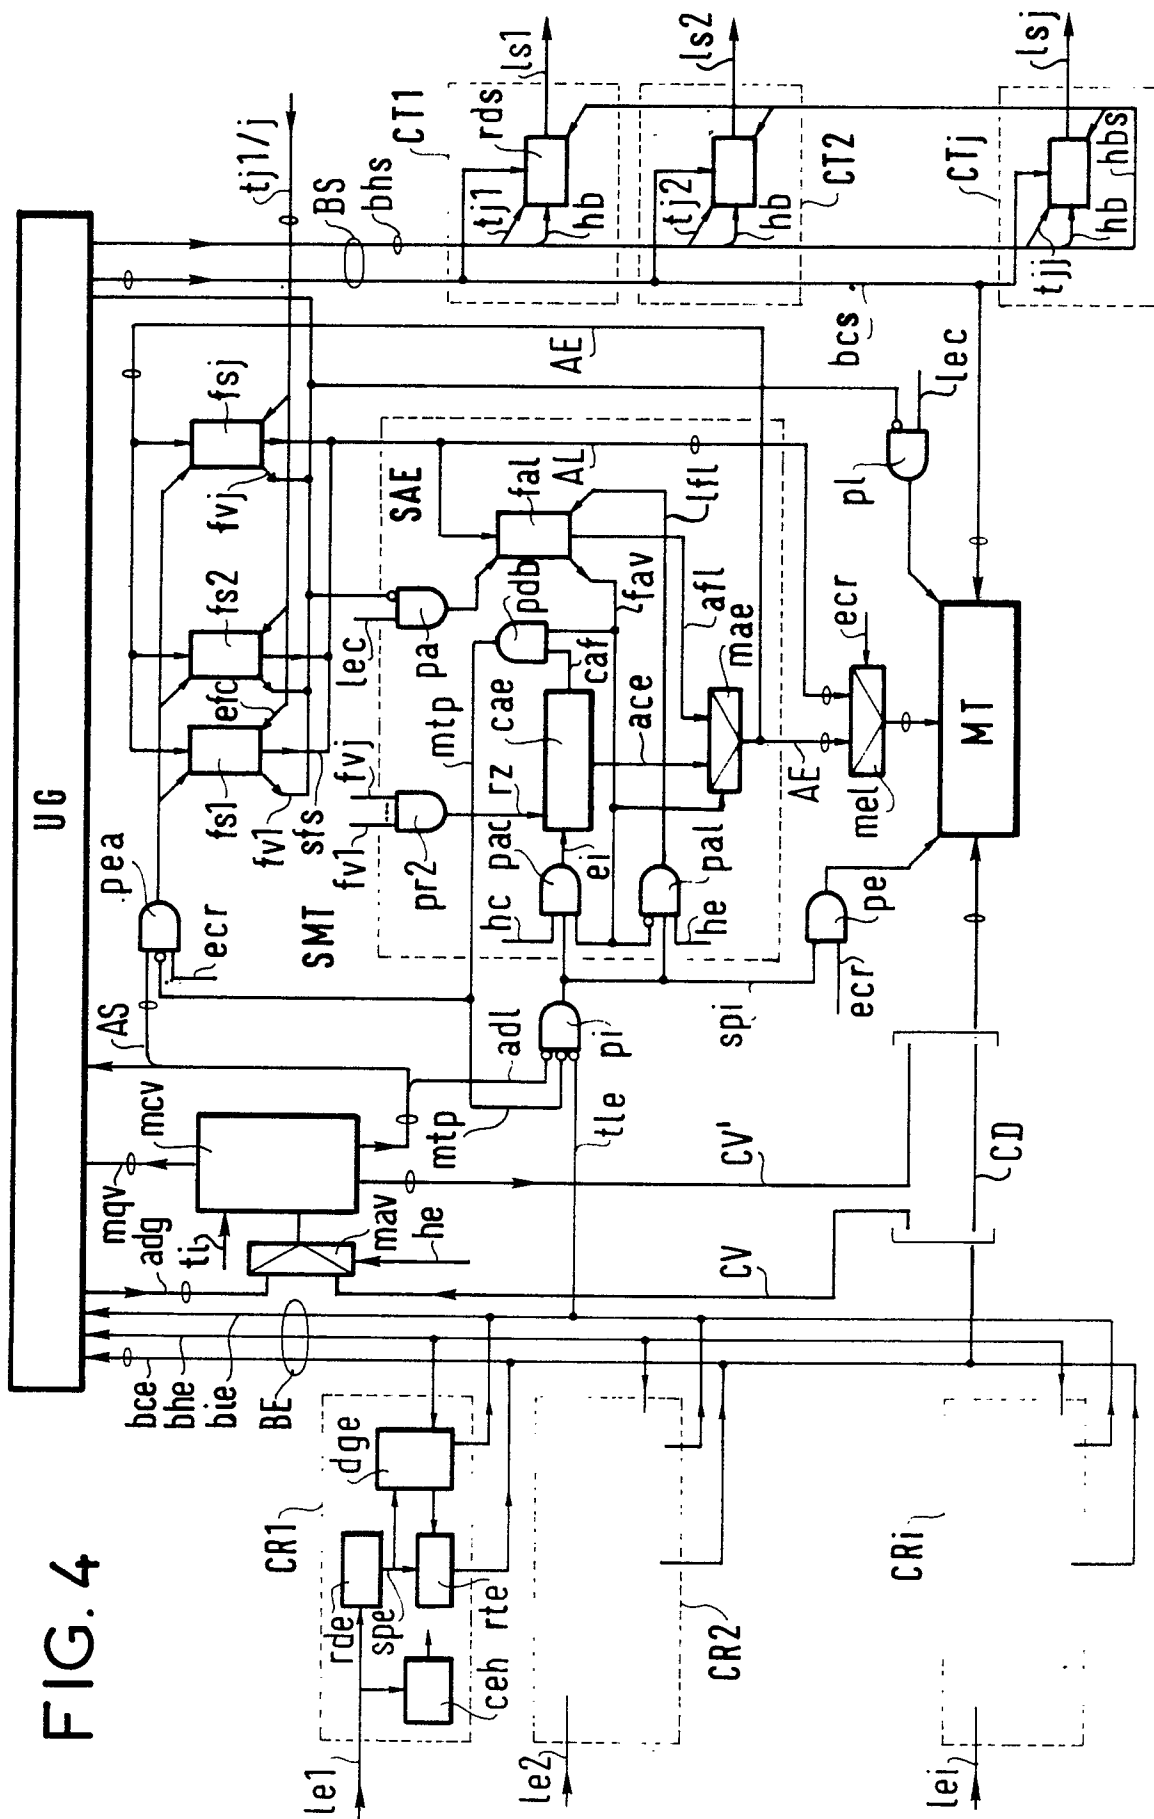 FIG. 4
UG
bce
bhe
bie
BE
adg
mqv
ti
mcv
mav
he
AS
pea
ecr
fs1
efc
fs2
fsj
fv1
sfs
fvj
tj1/j
BS
bhs
CT1
rds
ls1
tj1
hb
CT2
ls2
tj2
hb
CTj
lsj
tjj
hb
hbs
bcs
AE
SMT
SAE
fv1
fvj
pr2
rz
lec
pa
mtp
pdb
fal
AL
lfl
fav
afl
caf
cae
ace
mae
hc
pac
ei
pal
he
adl
pi
mtp
tle
spi
ecr
pe
AE
mel
ecr
pl
lec
MT
CV'
CV
CD
CR1
rde
spe
dge
rte
ceh
le1
CR2
le2
CRi
lei